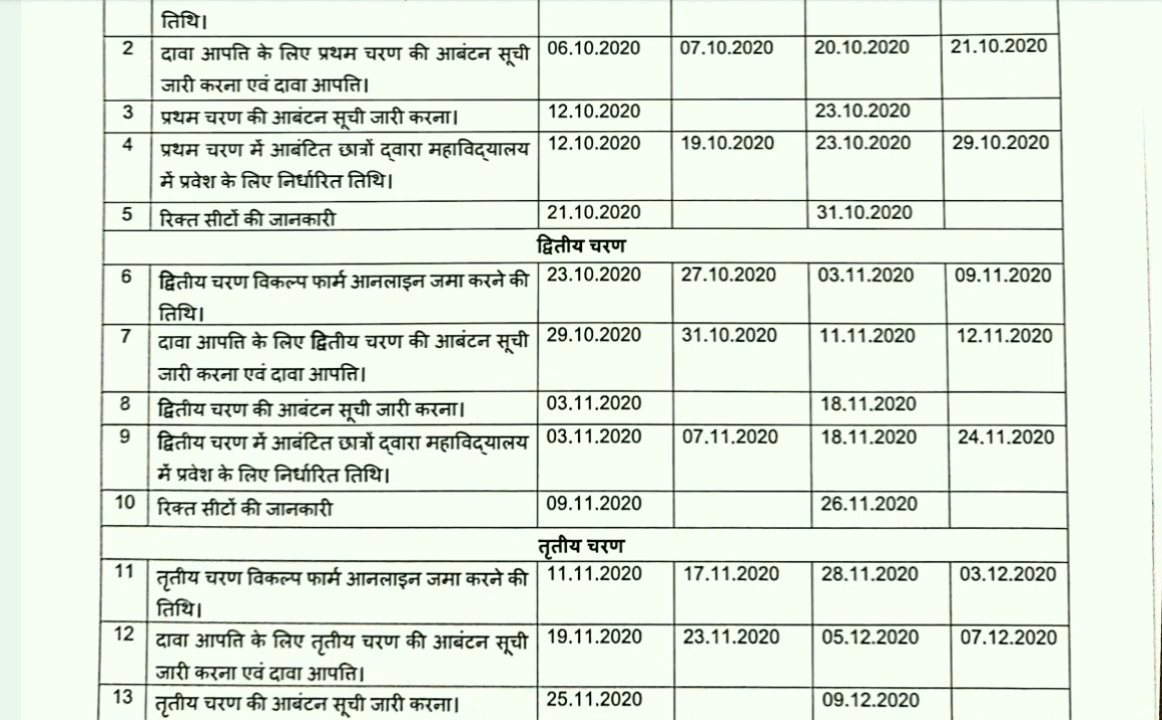 तिथि।
2 दावा आपत्ति के लिए प्रथम चरण की आबंटन सूची 06.10.2020 07.10.2020 20.10.2020 21.10.2020
जारी करना एवं दावा आपत्ति।
3 प्रथम चरण की आबंटन सूची जारी करना। 12.10.2020 23.10.2020
4 प्रथम चरण में आबंटित छात्रों द्वारा महाविद्यालय 12.10.2020 19.10.2020 23.10.2020 29.10.2020
में प्रवेश के लिए निर्धारित तिथि।
5 रिक्त सीटों की जानकारी 21.10.2020 31.10.2020
द्वितीय चरण
6 द्वितीय चरण विकल्प फार्म आनलाइन जमा करने की 23.10.2020 27.10.2020 03.11.2020 09.11.2020
तिथि।
7 दावा आपत्ति के लिए द्वितीय चरण की आबंटन सूची 29.10.2020 31.10.2020 11.11.2020 12.11.2020
जारी करना एवं दावा आपत्ति।
8 द्वितीय चरण की आबंटन सूची जारी करना। 03.11.2020 18.11.2020
9 द्वितीय चरण में आबंटित छात्रों द्वारा महाविद्यालय 03.11.2020 07.11.2020 18.11.2020 24.11.2020
में प्रवेश के लिए निर्धारित तिथि।
10 रिक्त सीटों की जानकारी 09.11.2020 26.11.2020
तृतीय चरण
11 तृतीय चरण विकल्प फार्म आनलाइन जमा करने की 11.11.2020 17.11.2020 28.11.2020 03.12.2020
तिथि।
12 दावा आपत्ति के लिए तृतीय चरण की आबंटन सूची 19.11.2020 23.11.2020 05.12.2020 07.12.2020
जारी करना एवं दावा आपत्ति।
13 तृतीय चरण की आबंटन सूची जारी करना। 25.11.2020 09.12.2020